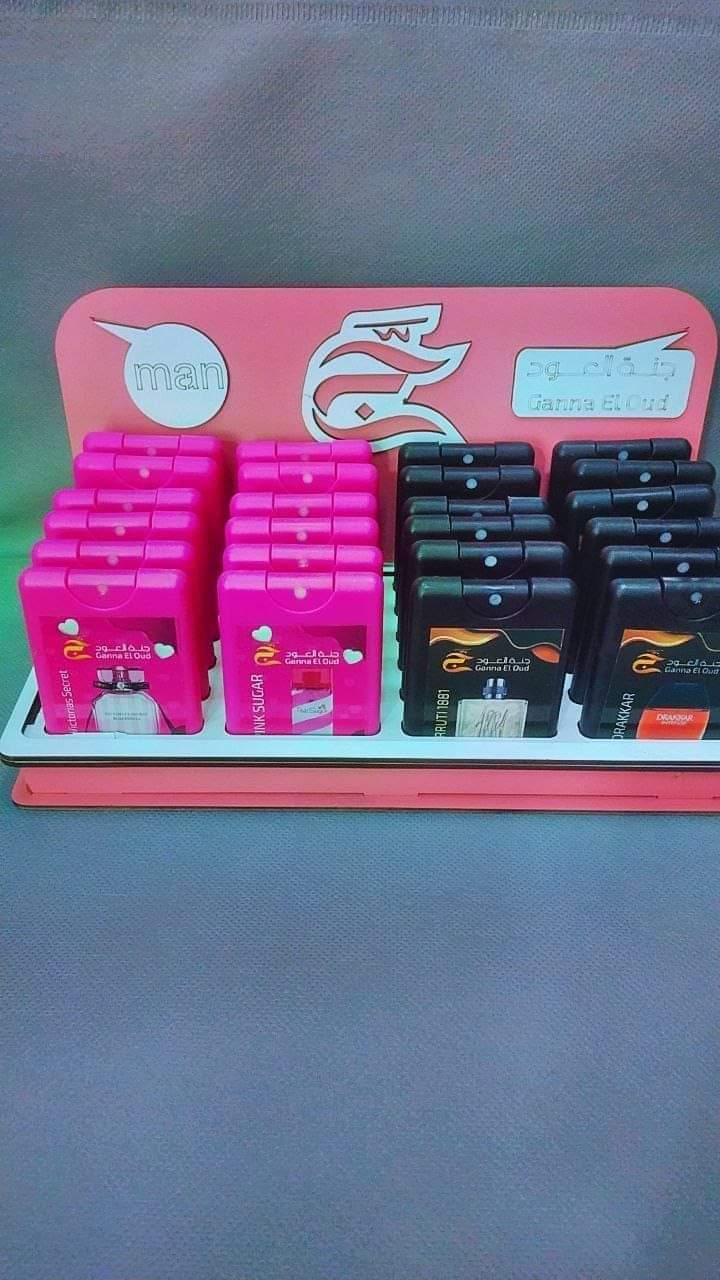 man
جنة العود
Ganna El Oud
جنة العود
Ganna El Oud
Victorias Secret
جنة العود
Ganna El Oud
PINK SUGAR
جنة العود
Ganna El Oud
RRUTI 1881
جنة العود
Ganna El Oud
DRAKKAR
DRAKKAR